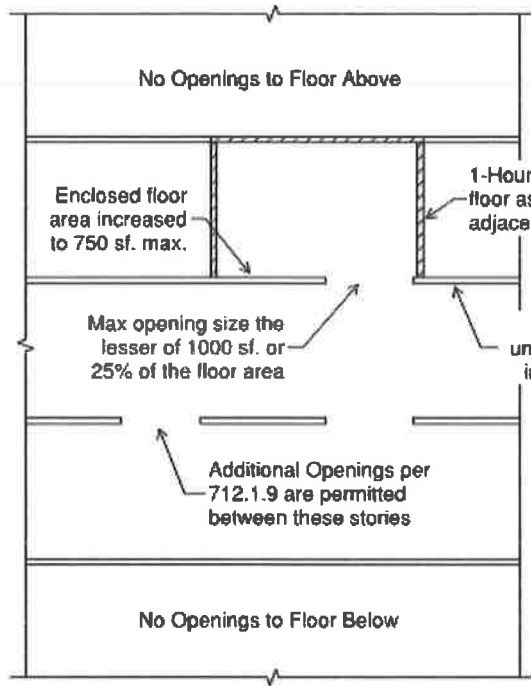 No Openings to Floor Above
Enclosed floor
area increased
to 750 sf. max.
1-Hour
floor as
adjace
Max opening size the
lesser of 1000 sf. or
25% of the floor area
un
i
Additional Openings per
712.1.9 are permitted
between these stories
No Openings to Floor Below